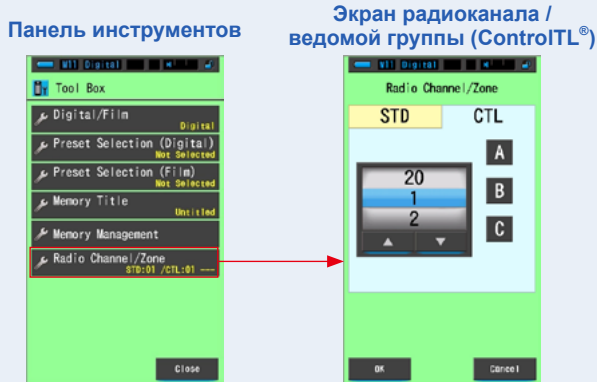 Панель инструментов
Экран радиоканала /
ведомой группы (ControlTL®)
Digital
Tool Box
Digital/Film
Digital
Preset Selection (Digital)
Not Selected
Preset Selection (Film)
Not Selected
Memory Title
Untitled
Memory Management
Radio Channel/Zone
STD:01 /CTL:01 ---
Close
Digital
Radio Channel/Zone
STD
CTL
20
1
2
A
B
C
OK
Cancel